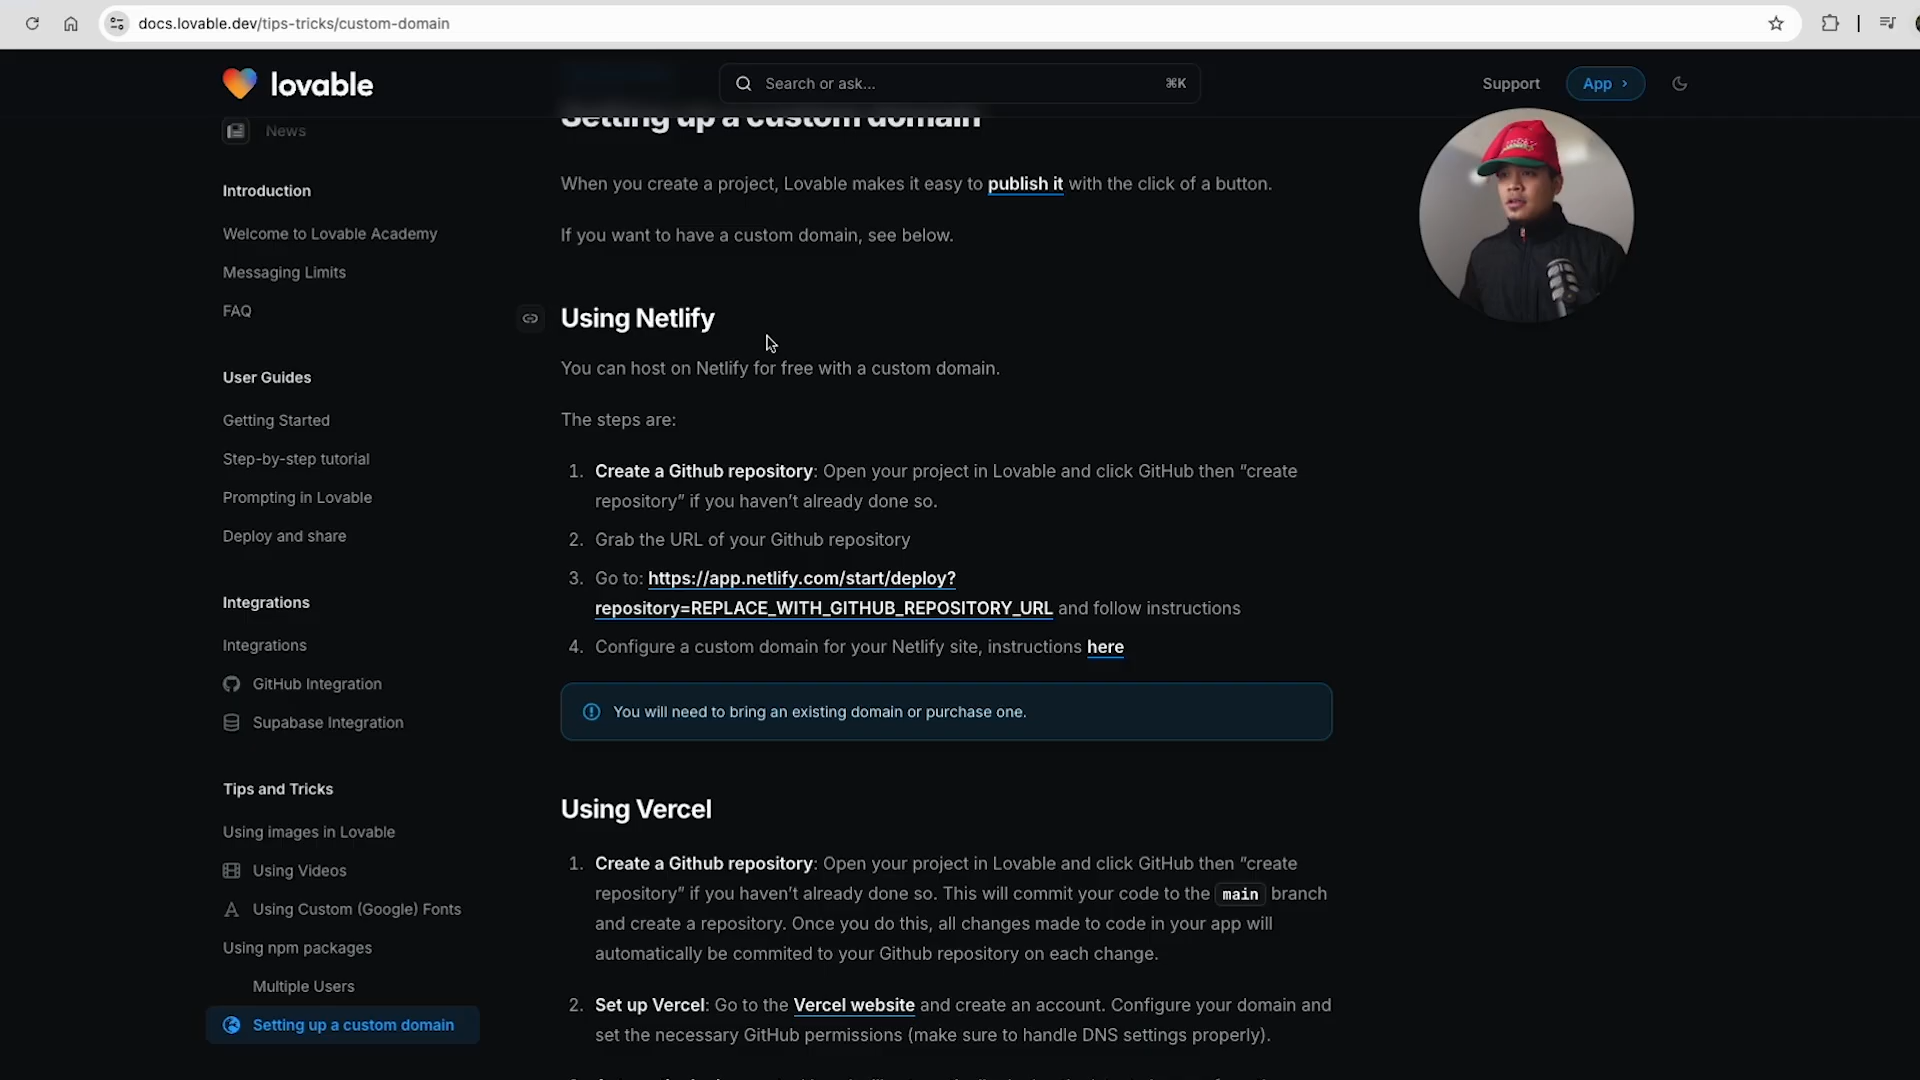 docs.lovable.dev/tips-tricks/custom-domain
lovable
Search or ask...
⌘K
Support
App ›
News
Introduction
Welcome to Lovable Academy
Messaging Limits
FAQ
User Guides
Getting Started
Step-by-step tutorial
Prompting in Lovable
Deploy and share
Integrations
Integrations
GitHub Integration
Supabase Integration
Tips and Tricks
Using images in Lovable
Using Videos
Using Custom (Google) Fonts
Using npm packages
Multiple Users
Setting up a custom domain
Setting up a custom domain
When you create a project, Lovable makes it easy to publish it with the click of a button.
If you want to have a custom domain, see below.
Using Netlify
You can host on Netlify for free with a custom domain.
The steps are:
1. Create a Github repository: Open your project in Lovable and click GitHub then “create
repository” if you haven’t already done so.
2. Grab the URL of your Github repository
3. Go to: https://app.netlify.com/start/deploy?
repository=REPLACE_WITH_GITHUB_REPOSITORY_URL and follow instructions
4. Configure a custom domain for your Netlify site, instructions here
You will need to bring an existing domain or purchase one.
Using Vercel
1. Create a Github repository: Open your project in Lovable and click GitHub then “create
repository” if you haven’t already done so. This will commit your code to the main branch
and create a repository. Once you do this, all changes made to code in your app will
automatically be commited to your Github repository on each change.
2. Set up Vercel: Go to the Vercel website and create an account. Configure your domain and
set the necessary GitHub permissions (make sure to handle DNS settings properly).